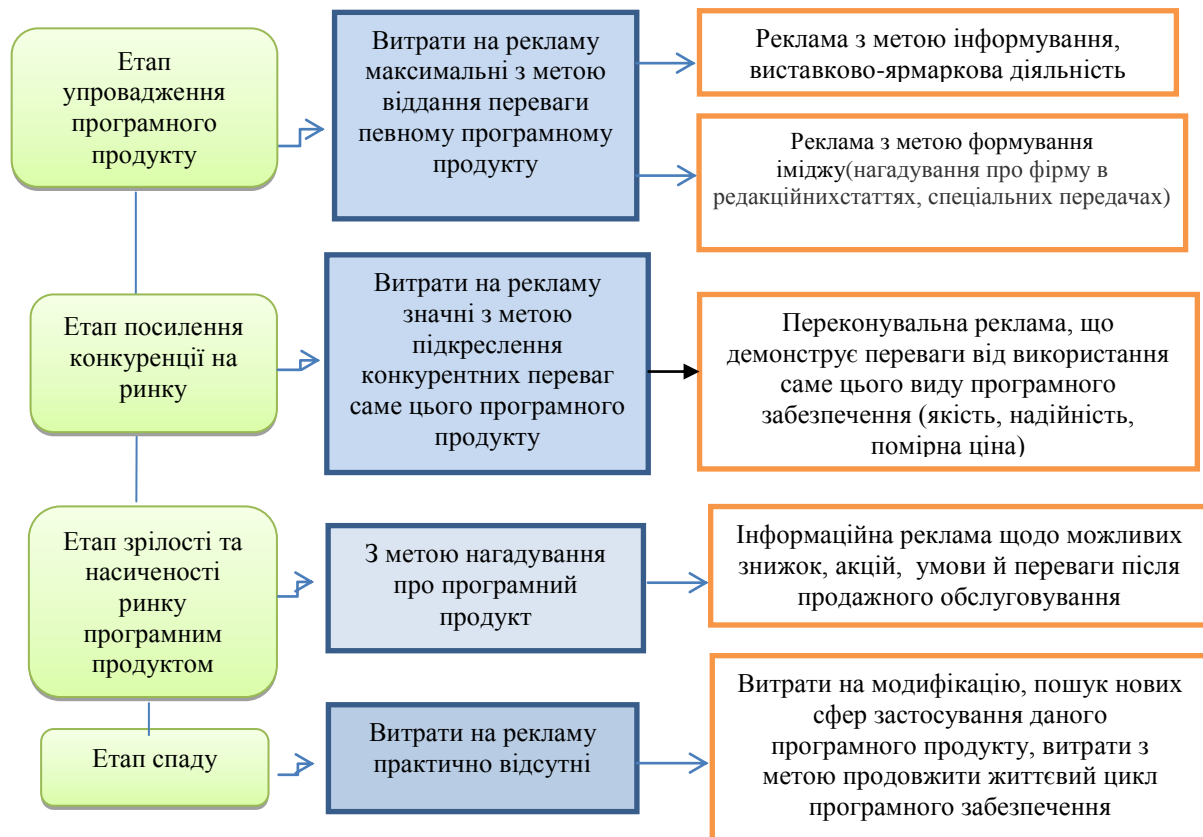 Етап
упровадження
програмного
продукту
Витрати на рекламу
максимальні з метою
віддання переваги
певному програмному
продукту
Реклама з метою інформування,
виставково-ярмаркова діяльність
Реклама з метою формування
іміджу(нагадування про фірму в
редакційнихстаттях, спеціальних передачах)
Етап посилення
конкуренції на
ринку
Витрати на рекламу
значні з метою
підкреслення
конкурентних переваг
саме цього програмного
продукту
Переконувальна реклама, що
демонструє переваги від використання
саме цього виду програмного
забезпечення (якість, надійність,
помірна ціна)
Етап зрілості та
насиченості
ринку
програмним
продуктом
З метою нагадування
про програмний
продукт
Інформаційна реклама щодо можливих
знижок, акцій, умови й переваги після
продажного обслуговування
Етап спаду
Витрати на рекламу
практично відсутні
Витрати на модифікацію, пошук нових
сфер застосування даного
програмного продукту, витрати з
метою продовжити життєвий цикл
програмного забезпечення